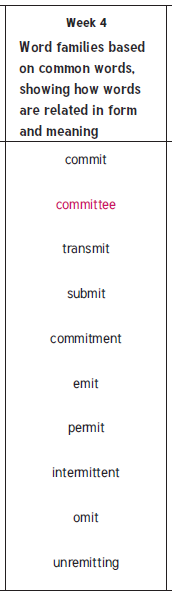 Week 4
Word families based
on common words,
showing how words
are related in form
and meaning
commit
committee
transmit
submit
commitment
emit
permit
intermittent
omit
unremitting